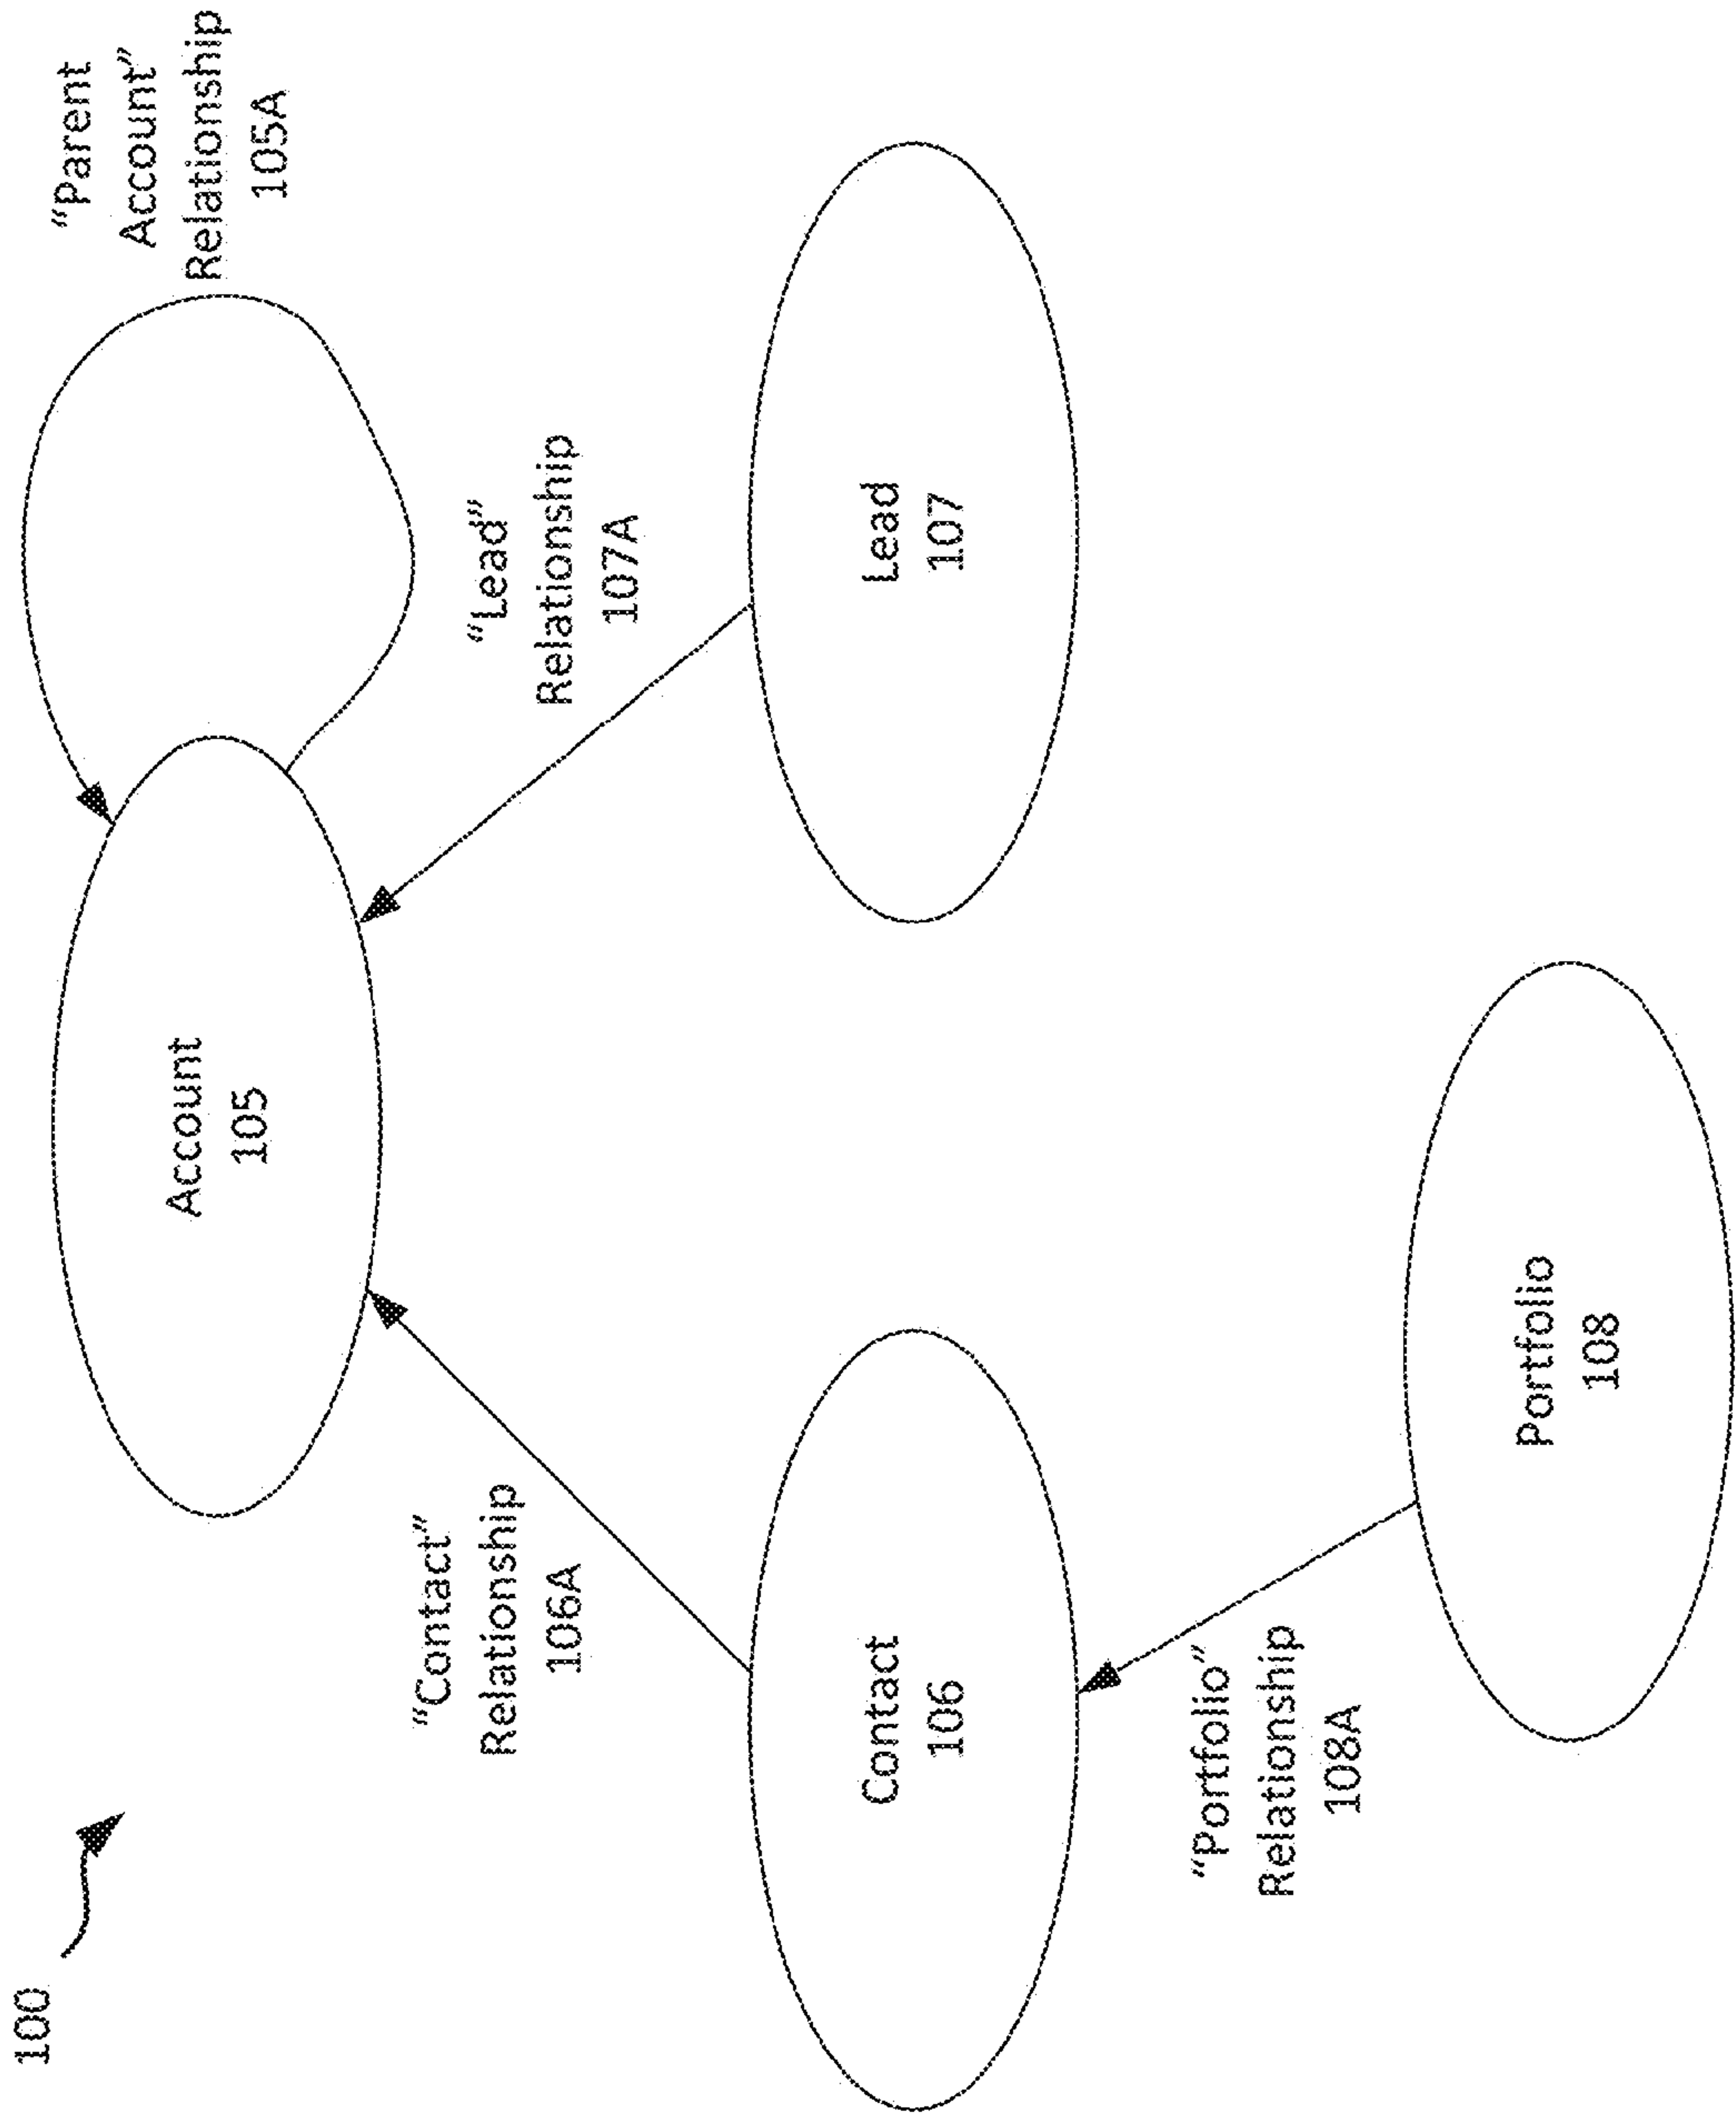 100
“Parent
Account”
Relationship
105A
Account
105
“Contact”
Relationship
106A
“Lead”
Relationship
107A
Contact
106
Lead
107
“Portfolio”
Relationship
108A
Portfolio
108